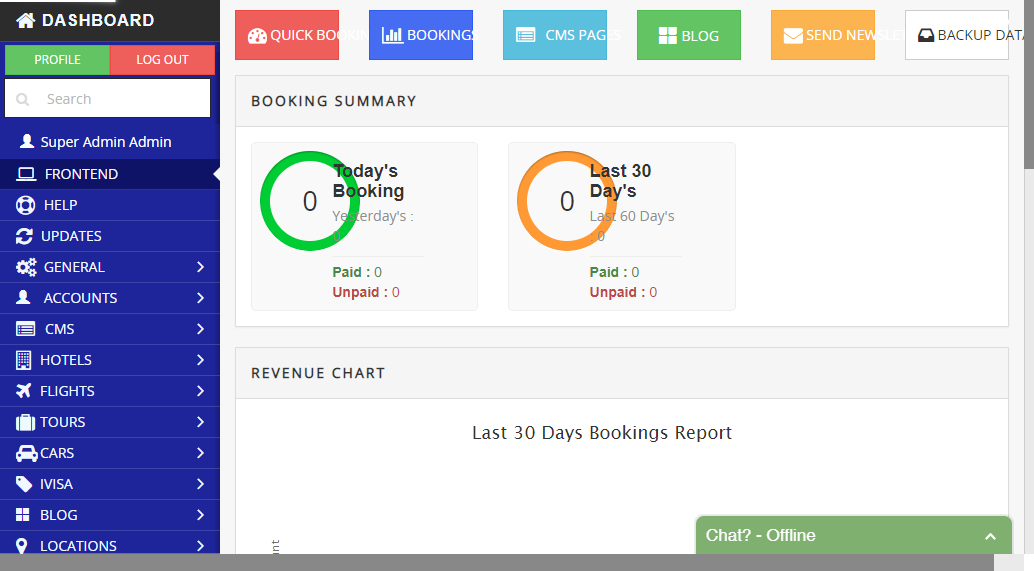 DASHBOARD
PROFILE
LOG OUT
Search
Super Admin Admin
FRONTEND
HELP
UPDATES
GENERAL
ACCOUNTS
CMS
HOTELS
FLIGHTS
TOURS
CARS
IVISA
BLOG
LOCATIONS
QUICK BOOKIN
BOOKINGS
CMS PAGES
BLOG
SEND NEWSLET
BACKUP DATA
BOOKING SUMMARY
0
Today's
Booking
Yesterday's :
0
Paid : 0
Unpaid : 0
0
Last 30
Day's
Last 60 Day's
: 0
Paid : 0
Unpaid : 0
REVENUE CHART
Last 30 Days Bookings Report
Chat? - Offline